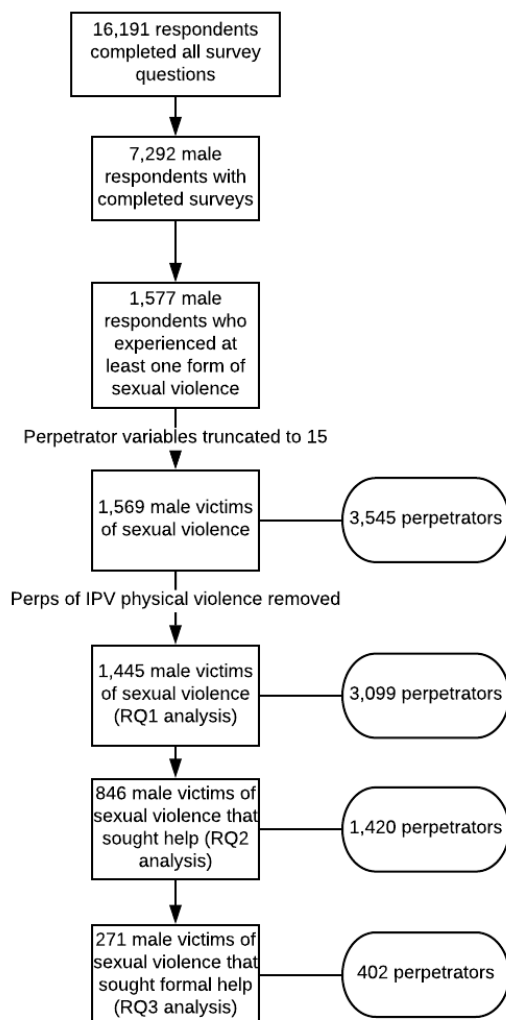 16,191 respondents
completed all survey
questions
7,292 male
respondents with
completed surveys
1,577 male
respondents who
experienced at
least one form of
sexual violence
Perpetrator variables truncated to 15
1,569 male victims
of sexual violence
3,545 perpetrators
Perps of IPV physical violence removed
1,445 male victims
of sexual violence
(RQ1 analysis)
3,099 perpetrators
846 male victims of
sexual violence that
sought help (RQ2
analysis)
1,420 perpetrators
271 male victims of
sexual violence that
sought formal help
(RQ3 analysis)
402 perpetrators